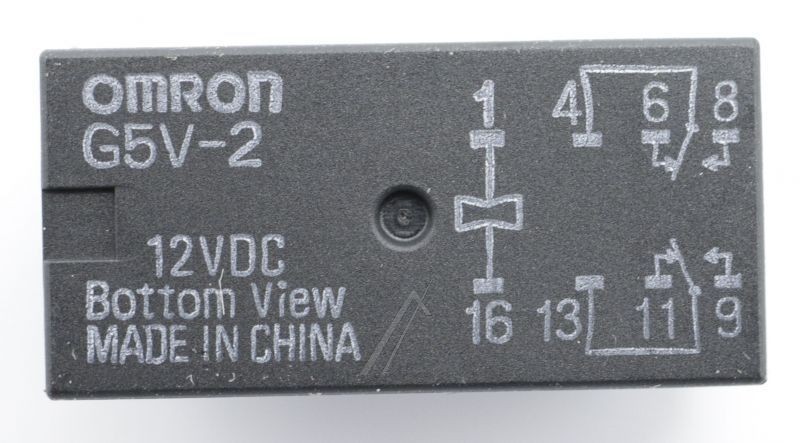 omron
G5V-2
12VDC
Bottom View
MADE IN CHINA
1 4 6 8
16 13 11 9